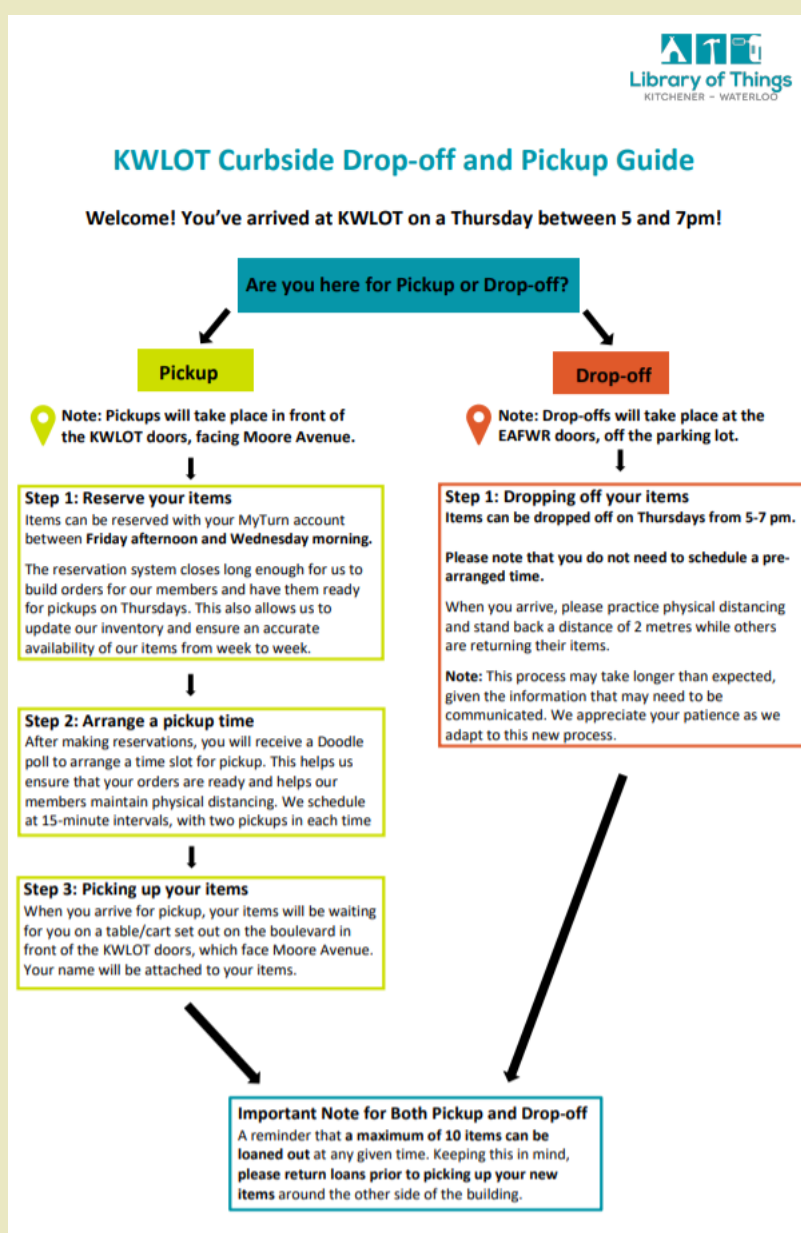 Library of Things
KITCHENER – WATERLOO
KWLOT Curbside Drop-off and Pickup Guide
Welcome! You've arrived at KWLOT on a Thursday between 5 and 7pm!
Are you here for Pickup or Drop-off?
Pickup
Note: Pickups will take place in front of
the KWLOT doors, facing Moore Avenue.
Step 1: Reserve your items
Items can be reserved with your MyTurn account
between Friday afternoon and Wednesday morning.
The reservation system closes long enough for us to
build orders for our members and have them ready
for pickups on Thursdays. This also allows us to
update our inventory and ensure an accurate
availability of our items from week to week.
Step 2: Arrange a pickup time
After making reservations, you will receive a Doodle
poll to arrange a time slot for pickup. This helps us
ensure that your orders are ready and helps our
members maintain physical distancing. We schedule
at 15-minute intervals, with two pickups in each time
Step 3: Picking up your items
When you arrive for pickup, your items will be waiting
for you on a table/cart set out on the boulevard in
front of the KWLOT doors, which face Moore Avenue.
Your name will be attached to your items.
Drop-off
Note: Drop-offs will take place at the
EAFWR doors, off the parking lot.
Step 1: Dropping off your items
Items can be dropped off on Thursdays from 5-7 pm.
Please note that you do not need to schedule a pre-
arranged time.
When you arrive, please practice physical distancing
and stand back a distance of 2 metres while others
are returning their items.
Note: This process may take longer than expected,
given the information that may need to be
communicated. We appreciate your patience as we
adapt to this new process.
Important Note for Both Pickup and Drop-off
A reminder that a maximum of 10 items can be
loaned out at any given time. Keeping this in mind,
please return loans prior to picking up your new
items around the other side of the building.